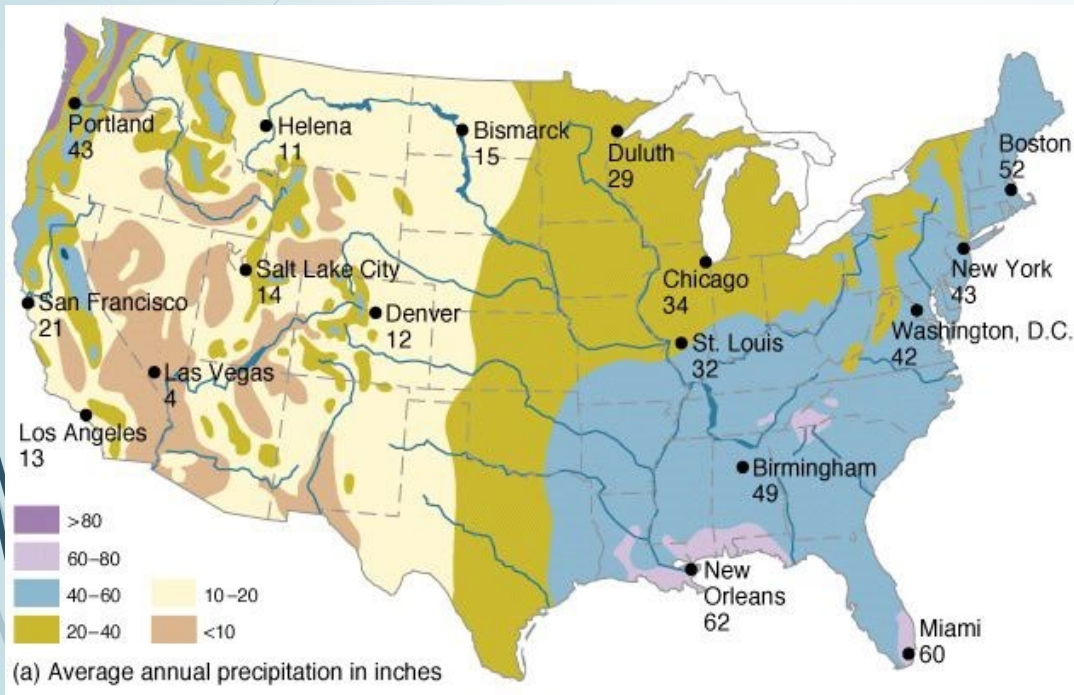 Portland
43
Helena
11
Bismarck
15
Duluth
29
Boston
52
Salt Lake City
14
Chicago
34
New York
43
San Francisco
21
Denver
12
St. Louis
32
Washington, D.C.
42
Las Vegas
4
Los Angeles
13
Birmingham
49
New
Orleans
62
Miami
60
>80
60–80
40–60
10–20
20–40
<10
(a) Average annual precipitation in inches